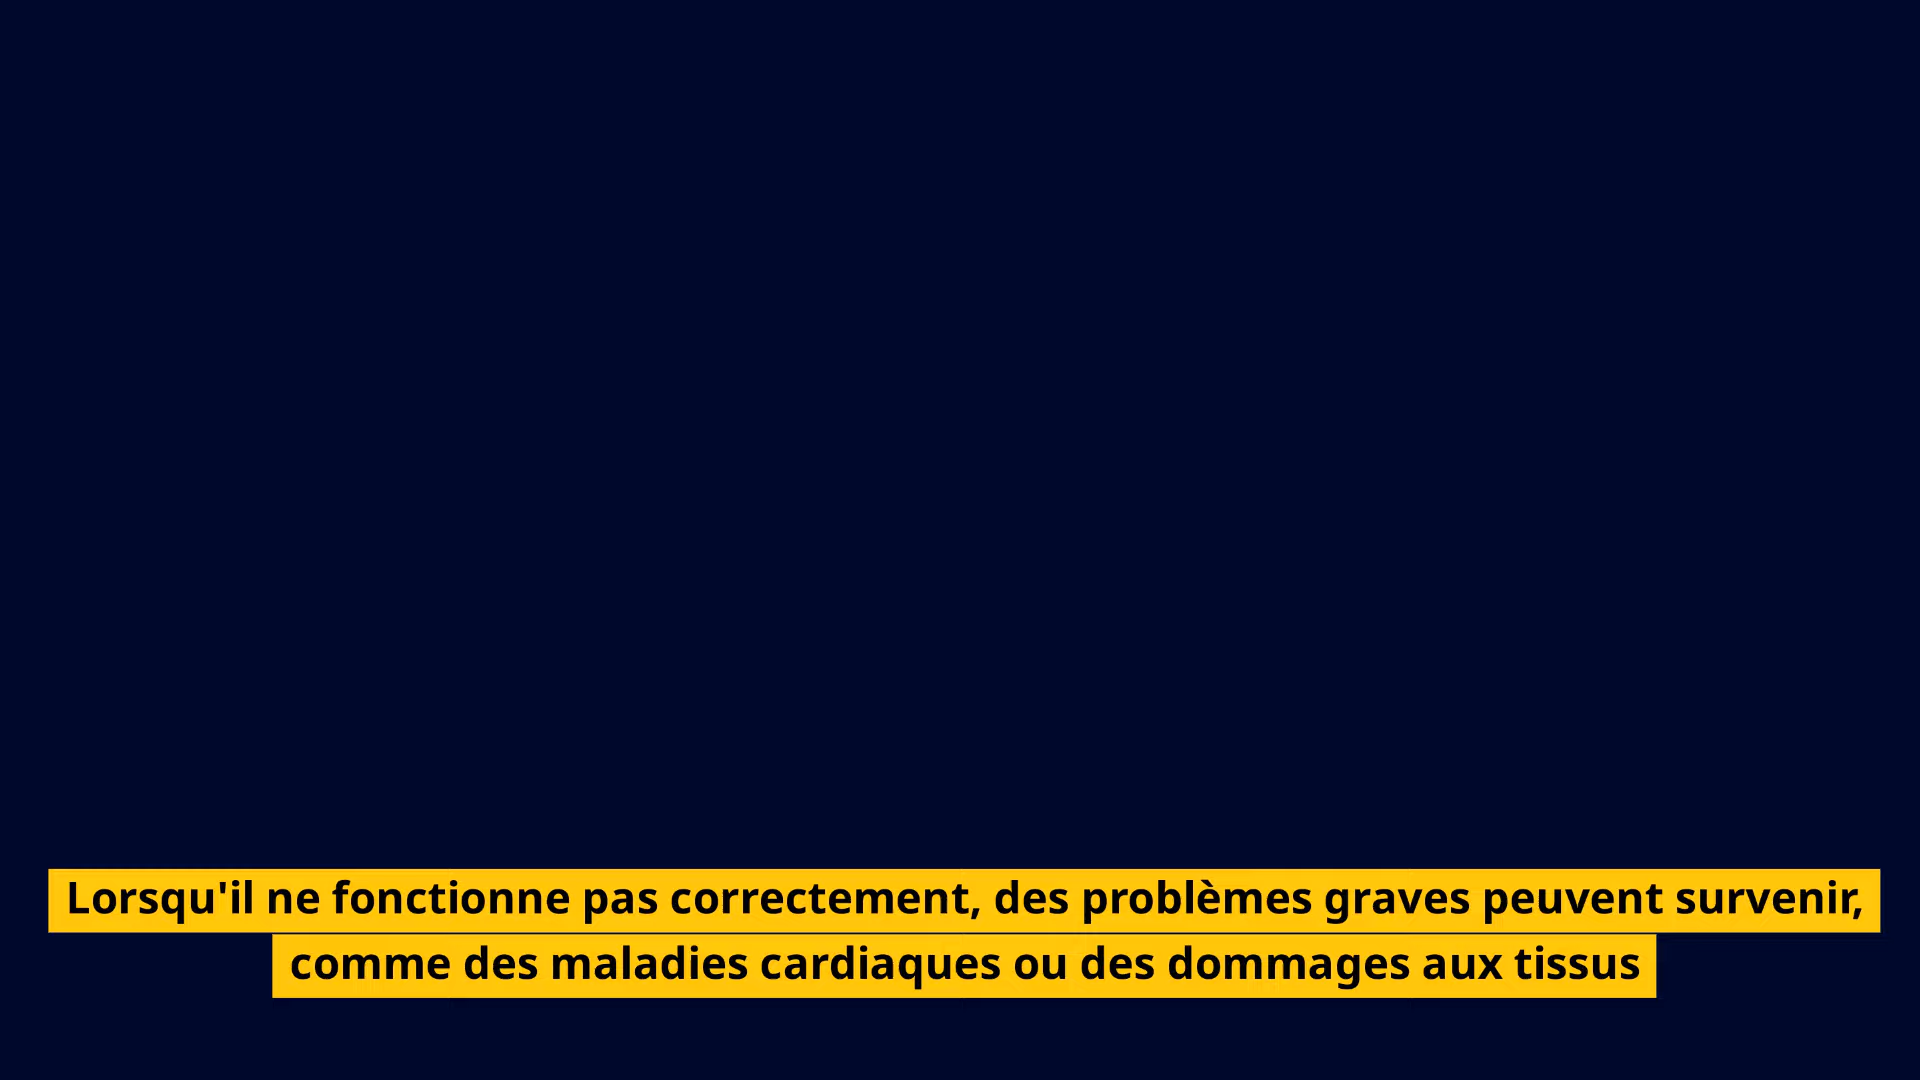 Lorsqu'il ne fonctionne pas correctement, des problèmes graves peuvent survenir,
comme des maladies cardiaques ou des dommages aux tissus